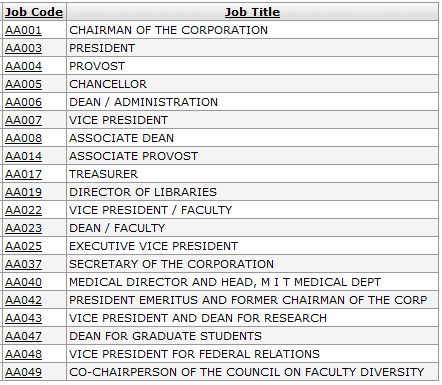 Job Code Job Title
AA001 CHAIRMAN OF THE CORPORATION
AA003 PRESIDENT
AA004 PROVOST
AA005 CHANCELLOR
AA006 DEAN / ADMINISTRATION
AA007 VICE PRESIDENT
AA008 ASSOCIATE DEAN
AA014 ASSOCIATE PROVOST
AA017 TREASURER
AA019 DIRECTOR OF LIBRARIES
AA022 VICE PRESIDENT / FACULTY
AA023 DEAN / FACULTY
AA025 EXECUTIVE VICE PRESIDENT
AA037 SECRETARY OF THE CORPORATION
AA040 MEDICAL DIRECTOR AND HEAD, M I T MEDICAL DEPT
AA042 PRESIDENT EMERITUS AND FORMER CHAIRMAN OF THE CORP
AA043 VICE PRESIDENT AND DEAN FOR RESEARCH
AA047 DEAN FOR GRADUATE STUDENTS
AA048 VICE PRESIDENT FOR FEDERAL RELATIONS
AA049 CO-CHAIRPERSON OF THE COUNCIL ON FACULTY DIVERSITY